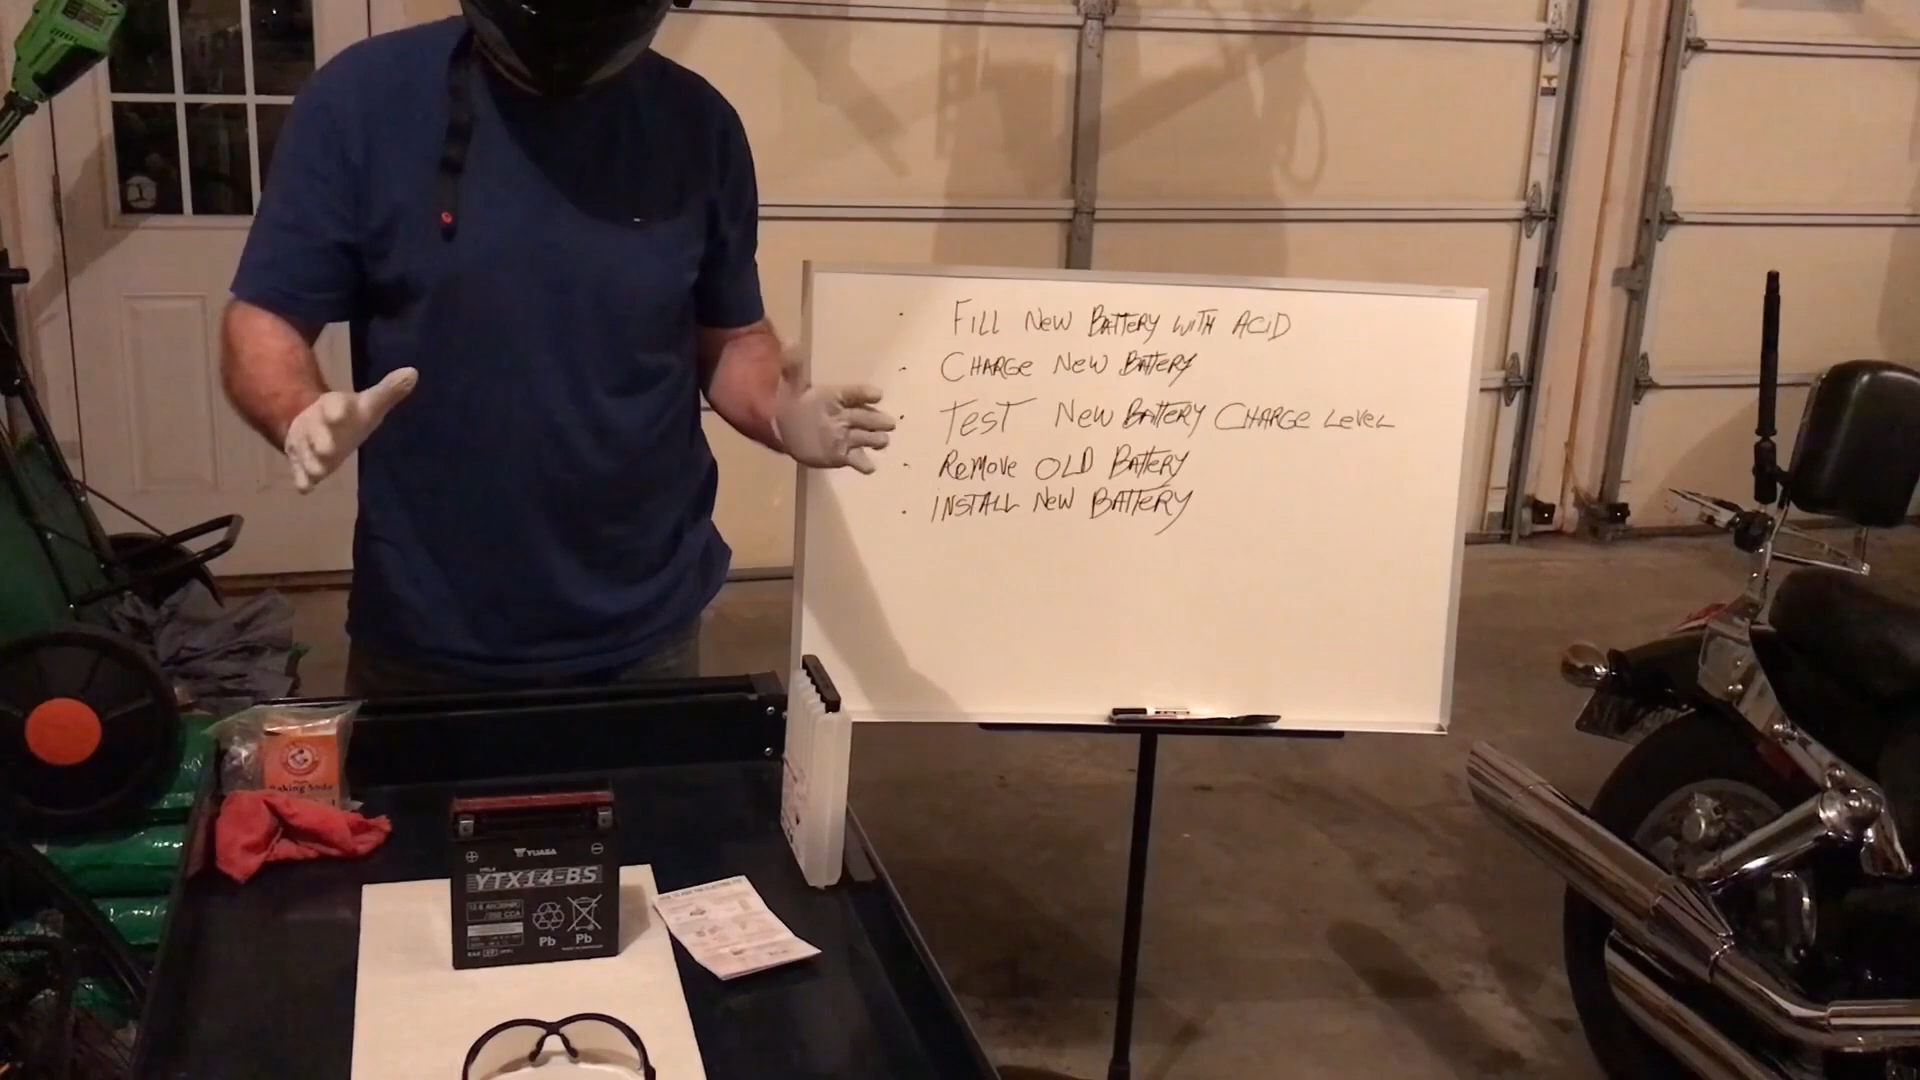 FILL NEW BATTERY WITH ACID
CHARGE NEW BATTERY
TEST NEW BATTERY CHARGE LEVEL
REMOVE OLD BATTERY
INSTALL NEW BATTERY
Baking Soda
YUASA
YTX14-BS
Pb Pb